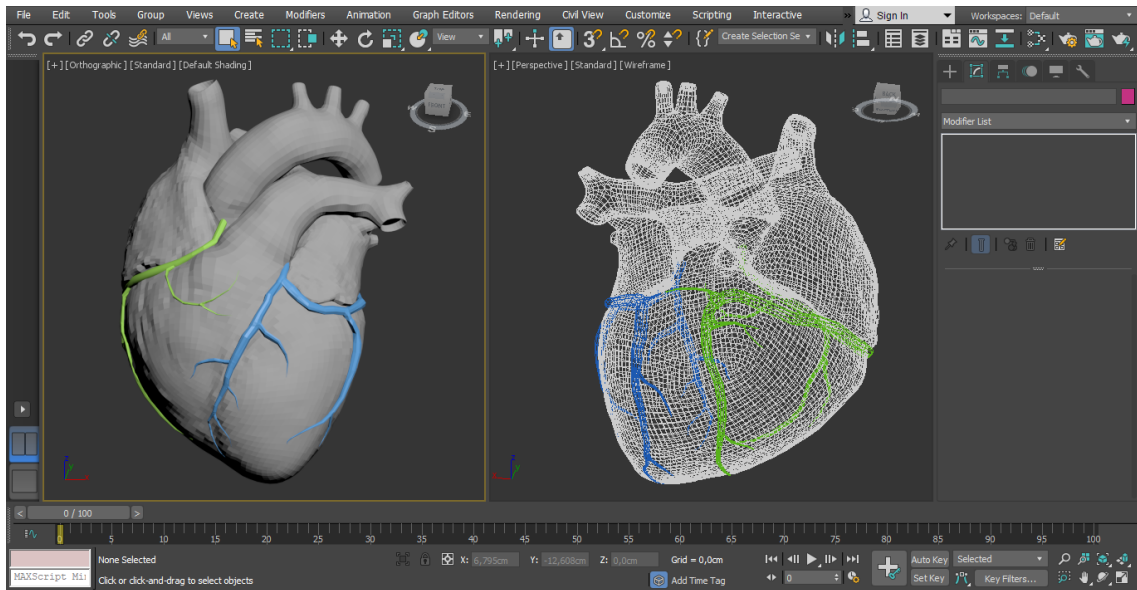 File Edit Tools Group Views Create Modifiers Animation Graph Editors Rendering Civil View Customize Scripting Interactive » Sign In Workspaces: Default
All View Create Selection Se
[+][Orthographic][Standard][Default Shading]
[+][Perspective][Standard][Wireframe]
FRONT
Modifier List
z y
z y
< 0 / 100 >
0 5 10 15 20 25 30 35 40 45 50 55 60 65 70 75 80 85 90 95 100
None Selected X: 6,795cm Y: -12,608cm Z: 0,0cm Grid = 0,0cm Auto Key Selected
MAXScript Mi Click or click-and-drag to select objects Add Time Tag 0 Set Key Key Filters...